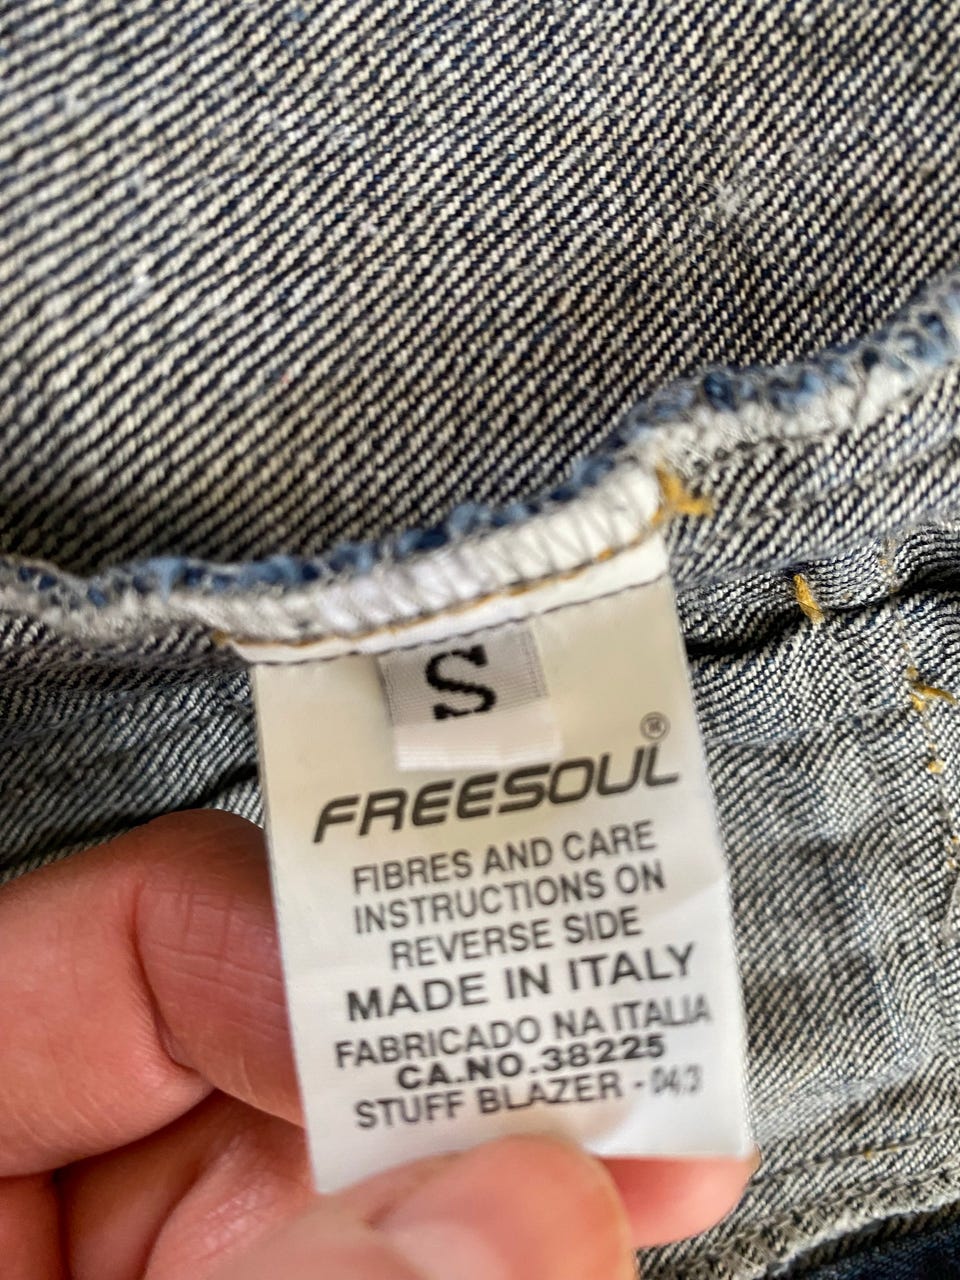 S
FREESOUL®
FIBRES AND CARE
INSTRUCTIONS ON
REVERSE SIDE
MADE IN ITALY
FABRICADO NA ITALIA
CA.NO.38225
STUFF BLAZER -